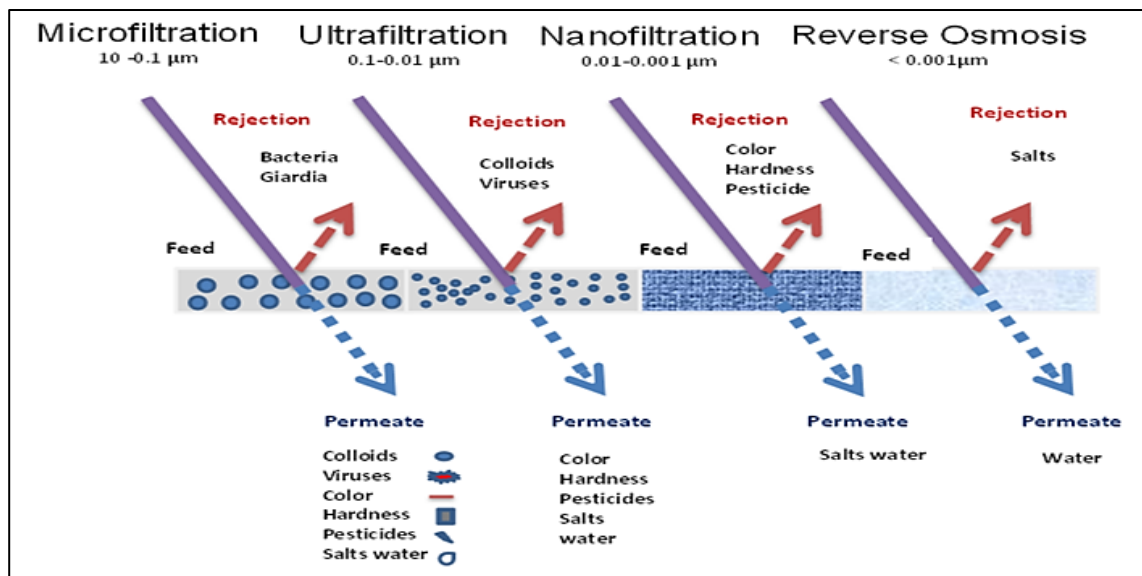 Microfiltration
10 -0.1 µm
Ultrafiltration
0.1-0.01 µm
Nanofiltration
0.01-0.001 µm
Reverse Osmosis
< 0.001µm
Rejection
Bacteria
Giardia
Rejection
Colloids
Viruses
Rejection
Color
Hardness
Pesticide
Rejection
Salts
Feed
Feed
Feed
Feed
Permeate
Colloids
Viruses
Color
Hardness
Pesticides
Salts water
Permeate
Color
Hardness
Pesticides
Salts
water
Permeate
Salts water
Permeate
Water